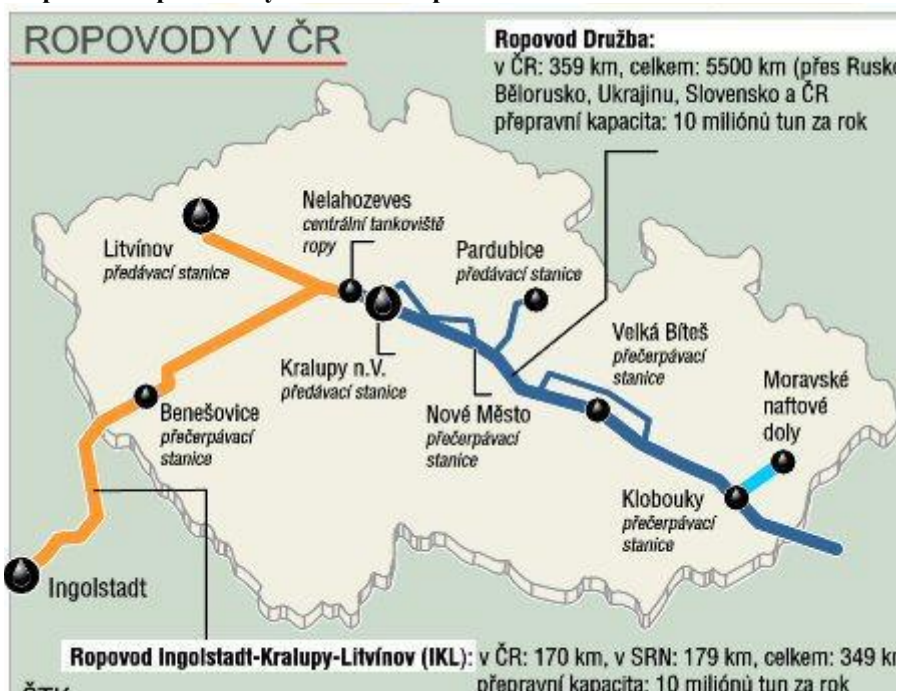 ROPOVODY V ČR
Ropovod Družba:
v ČR: 359 km, celkem: 5500 km (přes Rusko
Bělorusko, Ukrajinu, Slovensko a ČR
přepravní kapacita: 10 miliónů tun za rok
Nelahozeves
centrální tankoviště
ropy
Litvínov
předávací stanice
Pardubice
předávací stanice
Velká Bíteš
přečerpávací
stanice
Kralupy n.V.
předávací stanice
Moravské
naftové
doly
Benešovice
přečerpávací
stanice
Nové Město
přečerpávací
stanice
Klobouky
přečerpávací
stanice
Ingolstadt
Ropovod Ingolstadt-Kralupy-Litvínov (IKL): v ČR: 170 km, v SRN: 179 km, celkem: 349 km
přepravní kapacita: 10 miliónů tun za rok